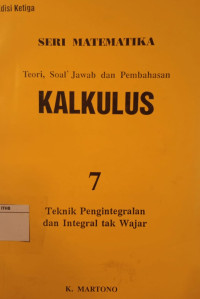 disi Ketiga
SERI MATEMATIKA
Teori, Soal Jawab dan Pembahasan
KALKULUS
7
Teknik Pengintegralan
dan Integral tak Wajar
K. MARTONO